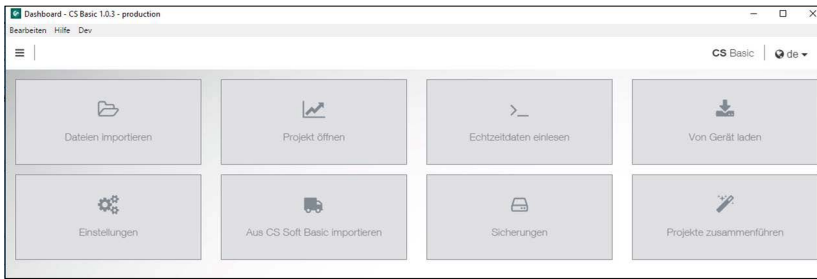 Dashboard - CS Basic 1.0.3 - production
Bearbeiten Hilfe Dev
CS Basic de
Dateien importieren Projekt öffnen Echtzeitdaten einlesen Von Gerät laden
Einstellungen Aus CS Soft Basic importieren Sicherungen Projekte zusammenführen